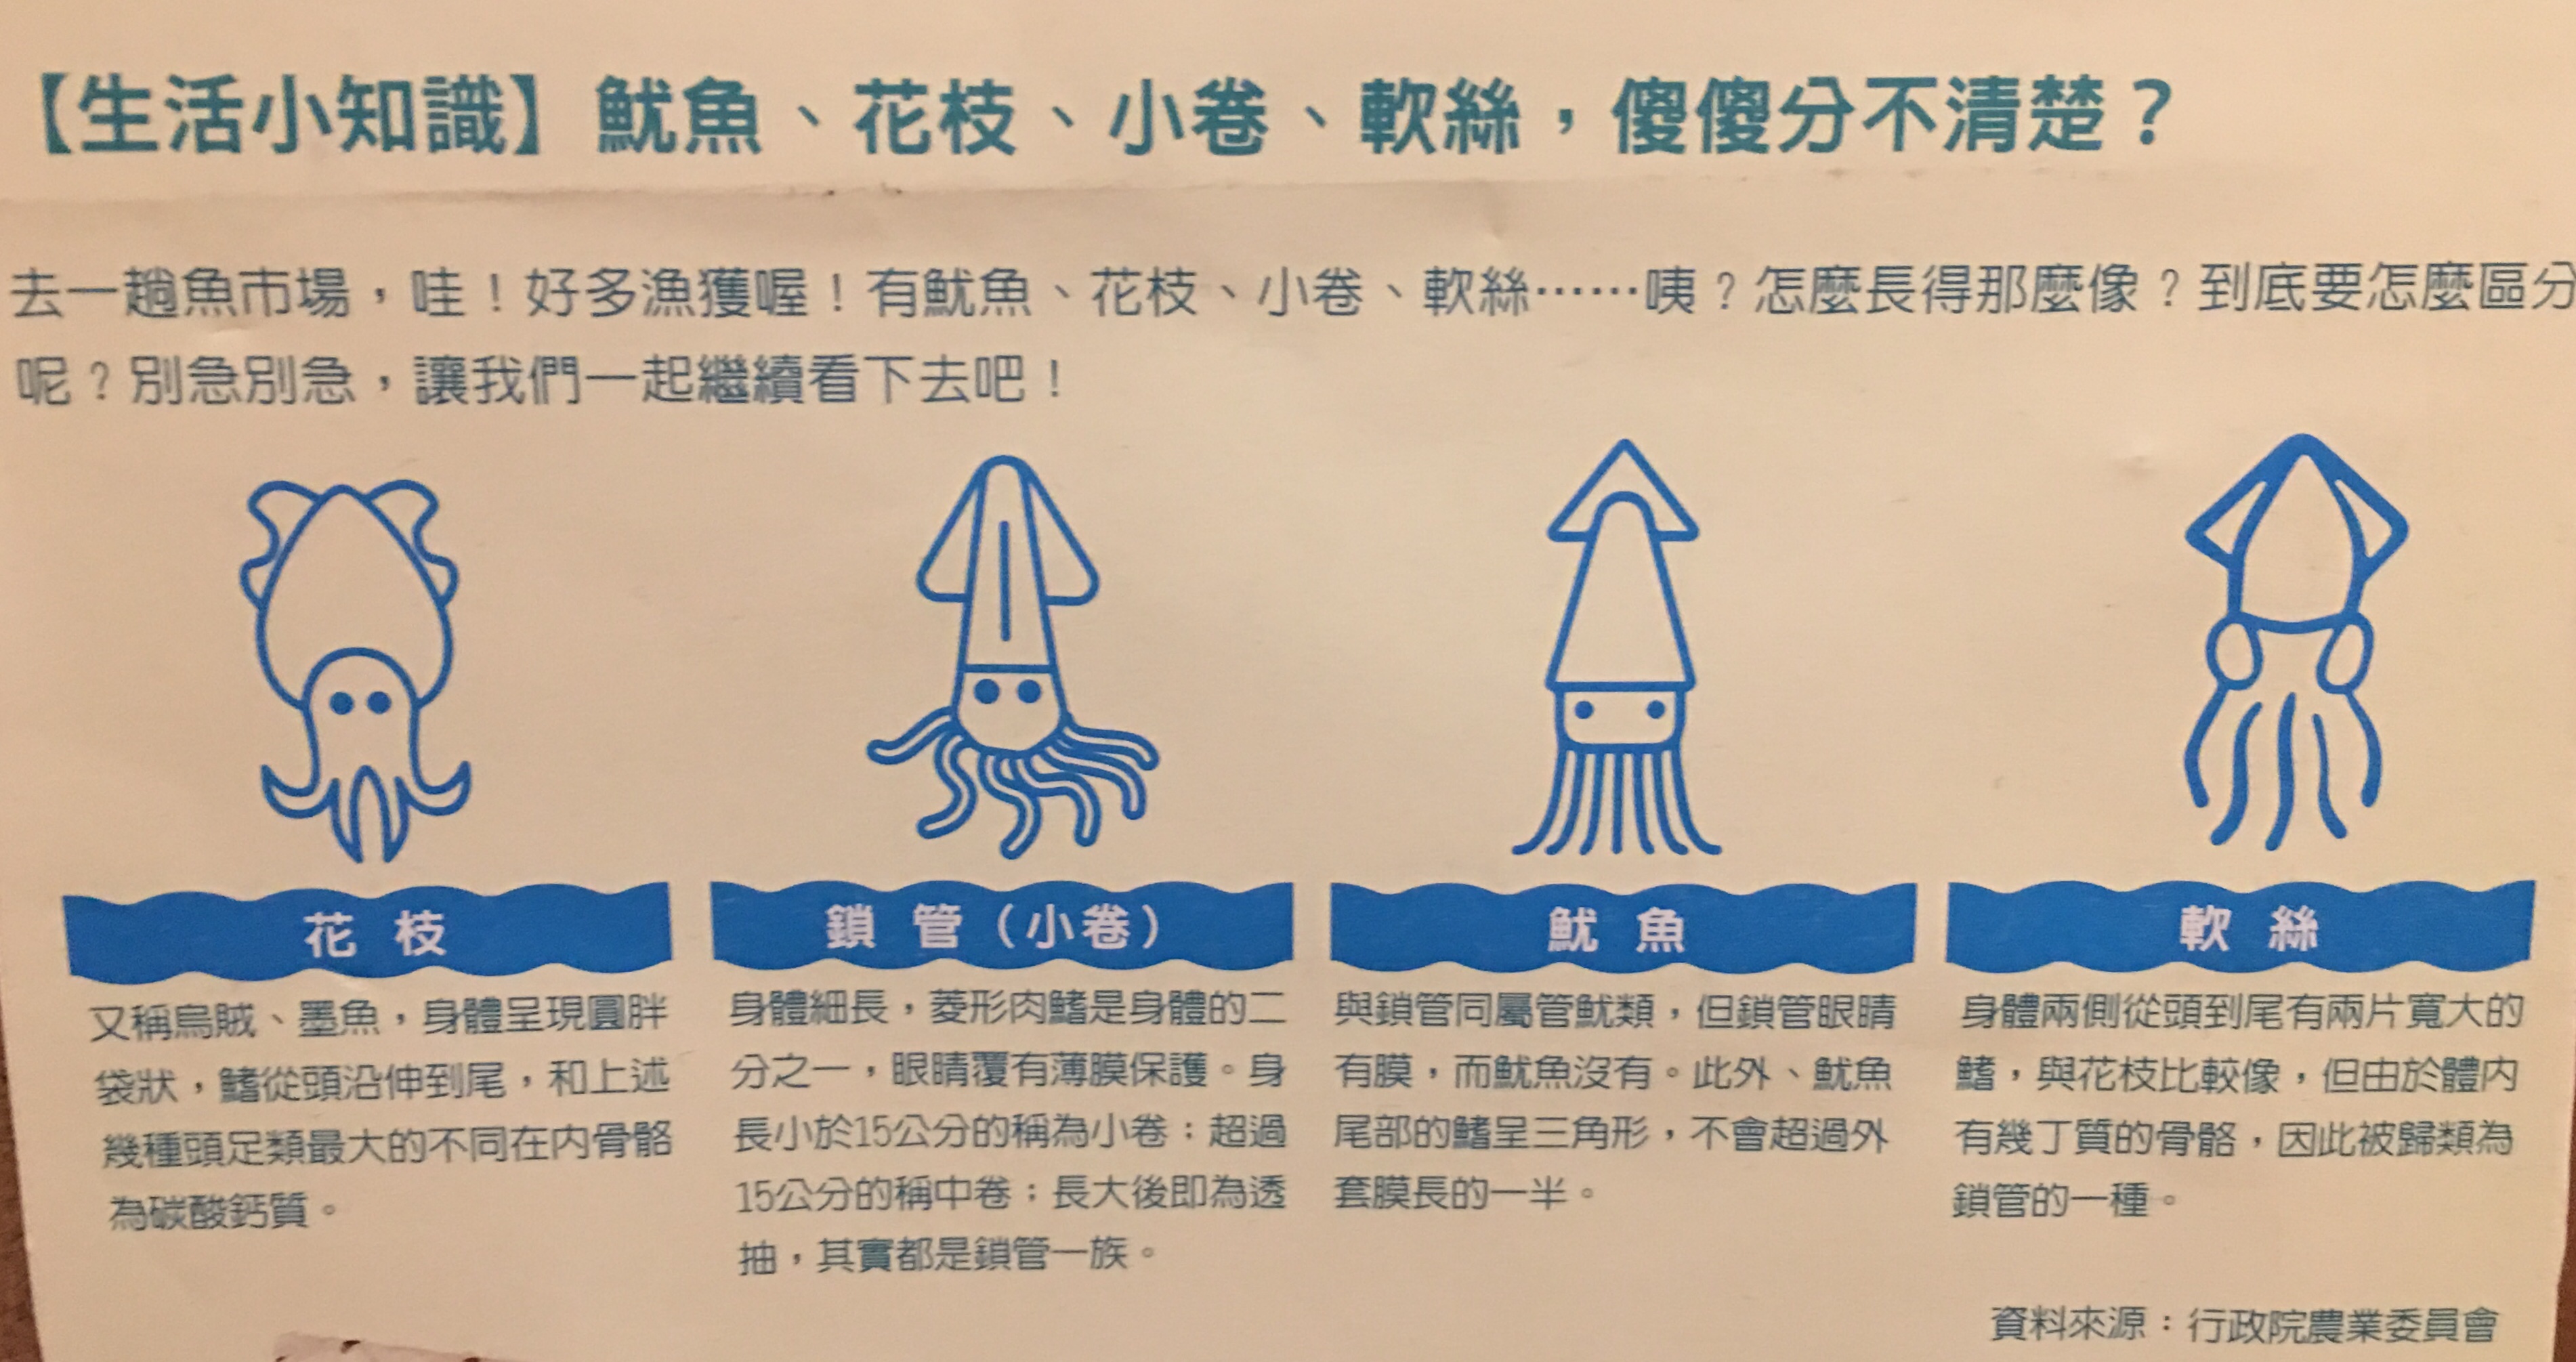 【生活小知識】魷魚、花枝、小卷、軟絲，傻傻分不清楚？
去一趟魚市場，哇！好多漁獲喔！有魷魚、花枝、小卷、軟絲……咦？怎麼長得那麼像？到底要怎麼區分
呢？別急別急，讓我們一起繼續看下去吧！
花枝
又稱烏賊、墨魚，身體呈現圓胖
袋狀，鰭從頭沿伸到尾，和上述
幾種頭足類最大的不同在內骨骼
為碳酸鈣質。
鎖管（小卷）
身體細長，菱形肉鰭是身體的二
分之一，眼睛覆有薄膜保護。身
長小於15公分的稱為小卷；超過
15公分的稱中卷；長大後即為透
抽，其實都是鎖管一族。
魷魚
與鎖管同屬管魷類，但鎖管眼睛
有膜，而魷魚沒有。此外、魷魚
尾部的鰭呈三角形，不會超過外
套膜長的一半。
軟絲
身體兩側從頭到尾有兩片寬大的
鰭，與花枝比較像，但由於體內
有幾丁質的骨骼，因此被歸類為
鎖管的一種。
資料來源：行政院農業委員會